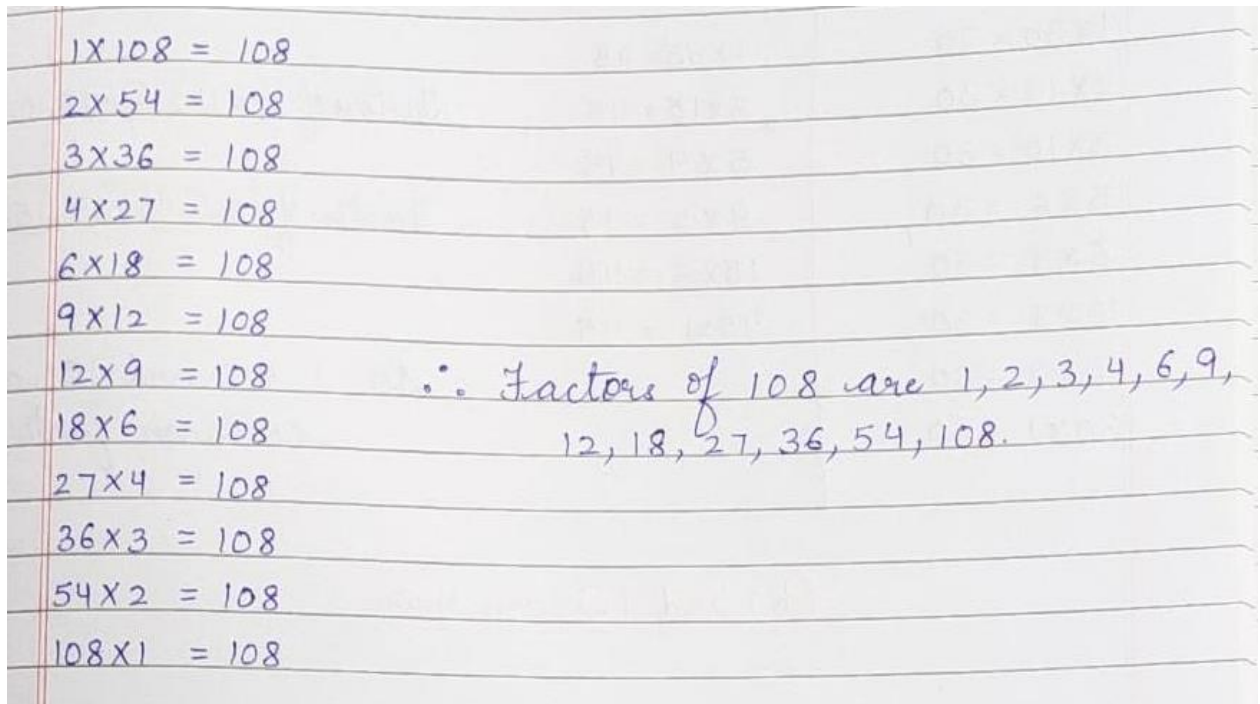 1X108 = 108
2X54 = 108
3X36 = 108
4X27 = 108
6X18 = 108
9X12 = 108
12X9 = 108
18X6 = 108
27X4 = 108
36X3 = 108
54X2 = 108
108X1 = 108
∴ Factors of 108 are 1, 2, 3, 4, 6, 9,
12, 18, 27, 36, 54, 108.